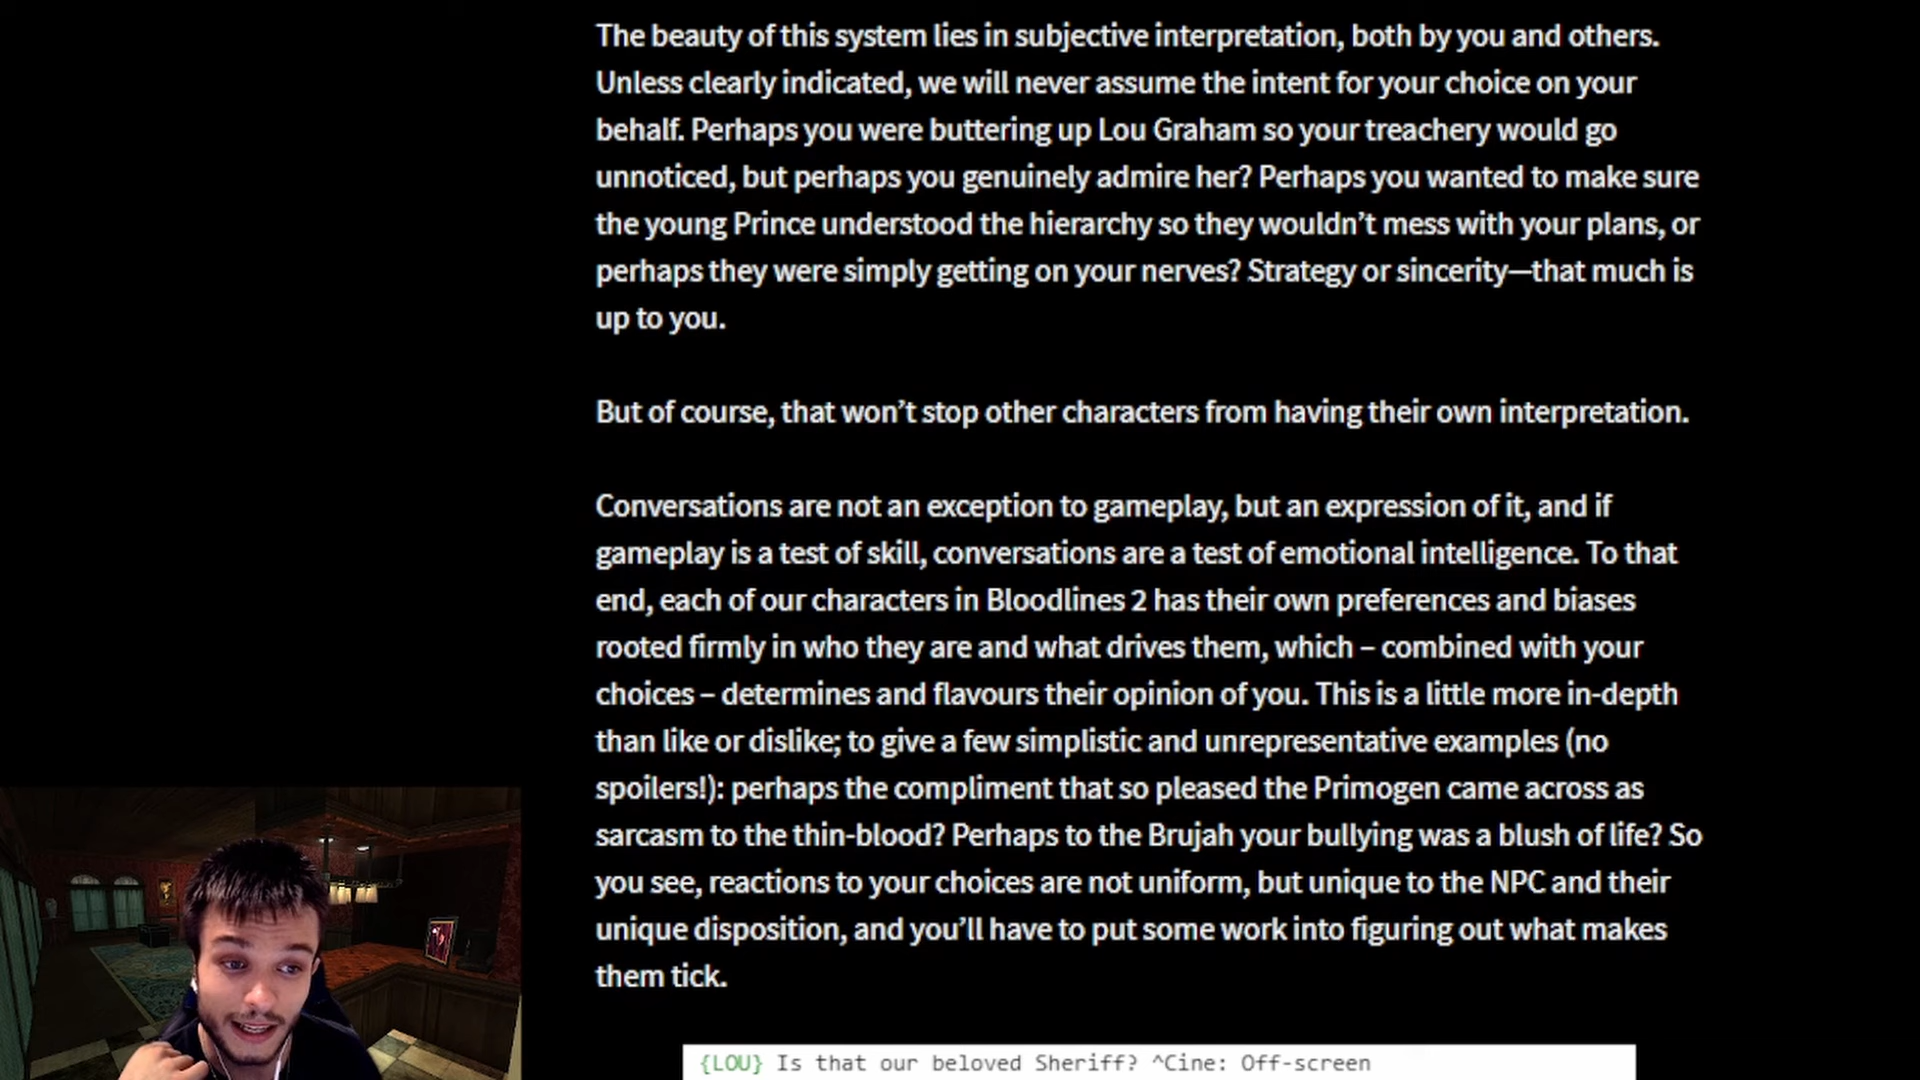 The beauty of this system lies in subjective interpretation, both by you and others.
Unless clearly indicated, we will never assume the intent for your choice on your
behalf. Perhaps you were buttering up Lou Graham so your treachery would go
unnoticed, but perhaps you genuinely admire her? Perhaps you wanted to make sure
the young Prince understood the hierarchy so they wouldn’t mess with your plans, or
perhaps they were simply getting on your nerves? Strategy or sincerity—that much is
up to you.
But of course, that won’t stop other characters from having their own interpretation.
Conversations are not an exception to gameplay, but an expression of it, and if
gameplay is a test of skill, conversations are a test of emotional intelligence. To that
end, each of our characters in Bloodlines 2 has their own preferences and biases
rooted firmly in who they are and what drives them, which – combined with your
choices – determines and flavours their opinion of you. This is a little more in-depth
than like or dislike; to give a few simplistic and unrepresentative examples (no
spoilers!): perhaps the compliment that so pleased the Primogen came across as
sarcasm to the thin-blood? Perhaps to the Brujah your bullying was a blush of life? So
you see, reactions to your choices are not uniform, but unique to the NPC and their
unique disposition, and you’ll have to put some work into figuring out what makes
them tick.
{LOU} Is that our beloved Sheriff? ^Cine: Off-screen